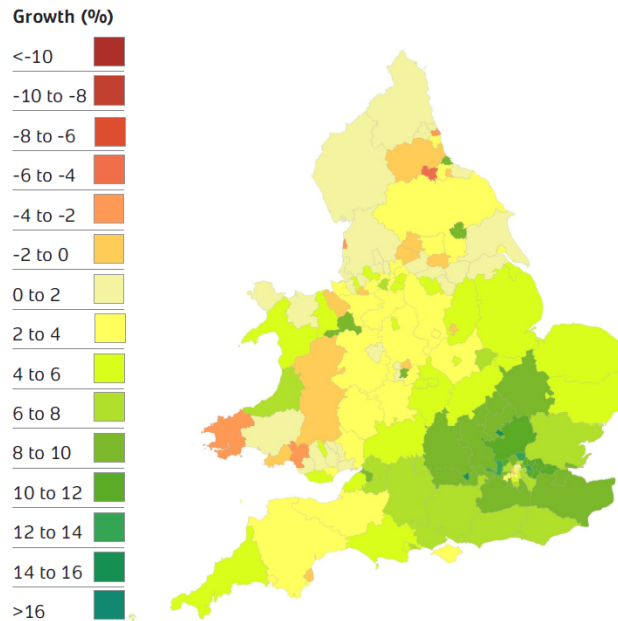 Growth (%)
<-10
-10 to -8
-8 to -6
-6 to -4
-4 to -2
-2 to 0
0 to 2
2 to 4
4 to 6
6 to 8
8 to 10
10 to 12
12 to 14
14 to 16
>16